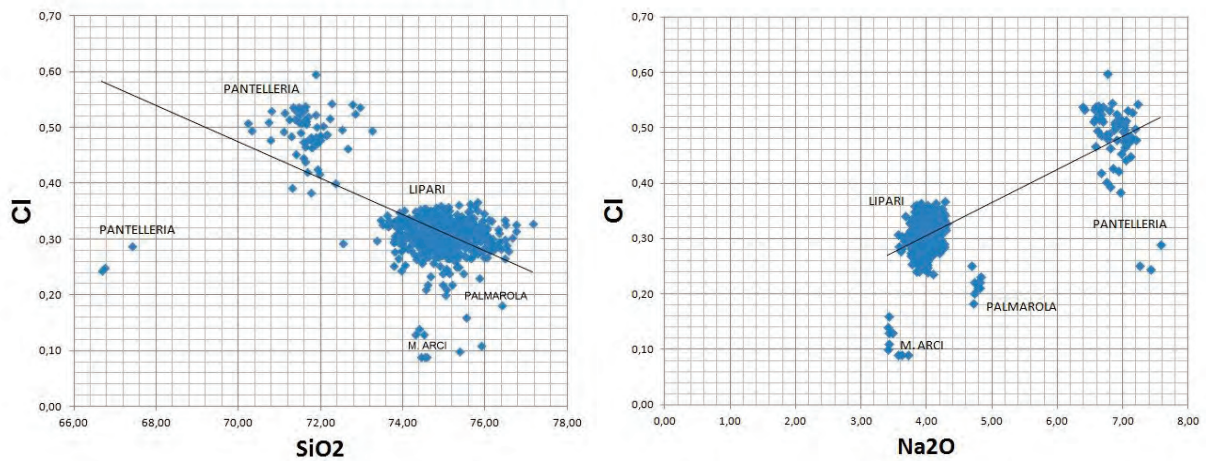 0,70
0,60
0,50
0,40
0,30
0,20
0,10
0,00
Cl
PANTELLERIA
LIPARI
PANTELLERIA
PALMAROLA
M. ARCI
66,00 68,00 70,00 72,00 74,00 76,00 78,00
SiO2
0,70
0,60
0,50
0,40
0,30
0,20
0,10
0,00
Cl
LIPARI
PANTELLERIA
PALMAROLA
M. ARCI
0,00 1,00 2,00 3,00 4,00 5,00 6,00 7,00 8,00
Na2O